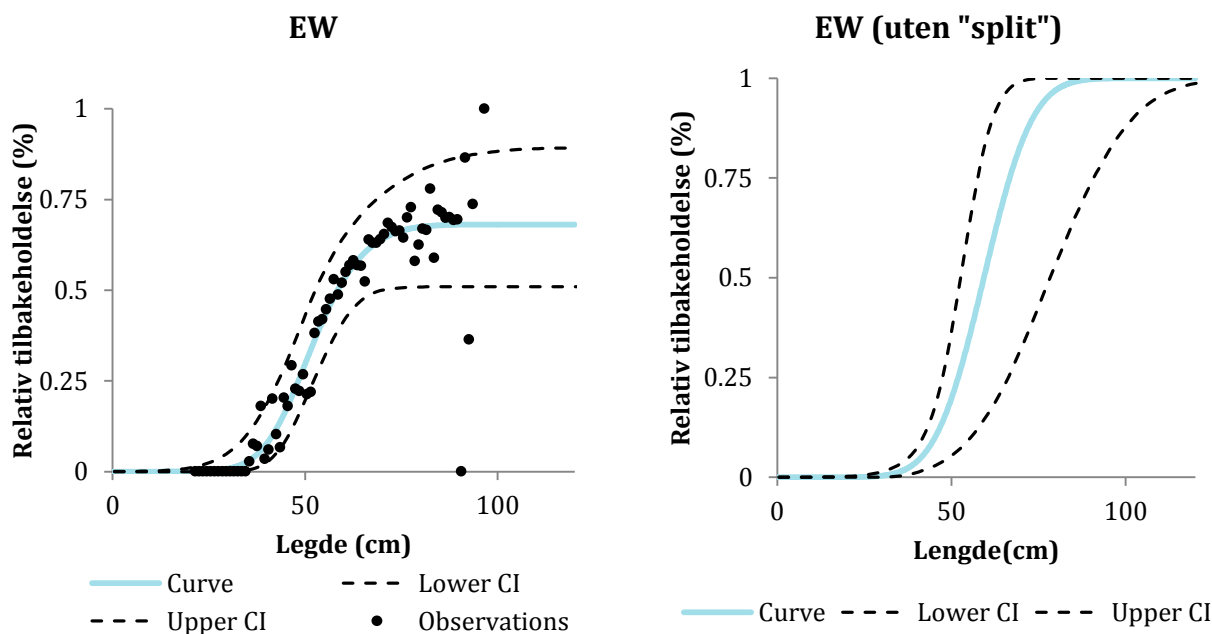 EW
Relativ tilbakeholdelse (%)
1
0.75
0.5
0.25
0
0
50
100
Legde (cm)
Curve
Lower CI
Upper CI
Observations
EW (uten "split")
Relativ tilbakeholdelse (%)
1
0.75
0.5
0.25
0
0
50
100
Lengde(cm)
Curve
Lower CI
Upper CI